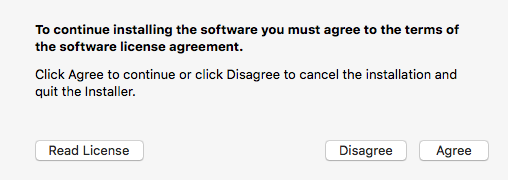 To continue installing the software you must agree to the terms of
the software license agreement.
Click Agree to continue or click Disagree to cancel the installation and
quit the Installer.
Read License
Disagree
Agree